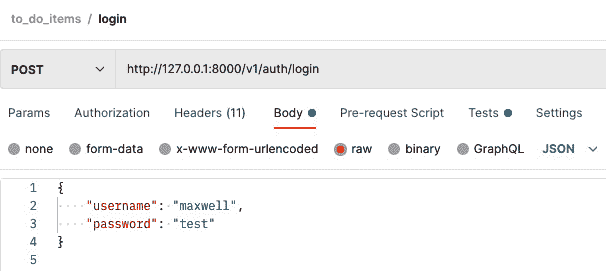 to_do_items / login
POST http://127.0.0.1:8000/v1/auth/login
Params Authorization Headers (11) Body Pre-request Script Tests Settings
none form-data x-www-form-urlencoded raw binary GraphQL JSON
1 {
2 "username": "maxwell",
3 "password": "test"
4 }
5